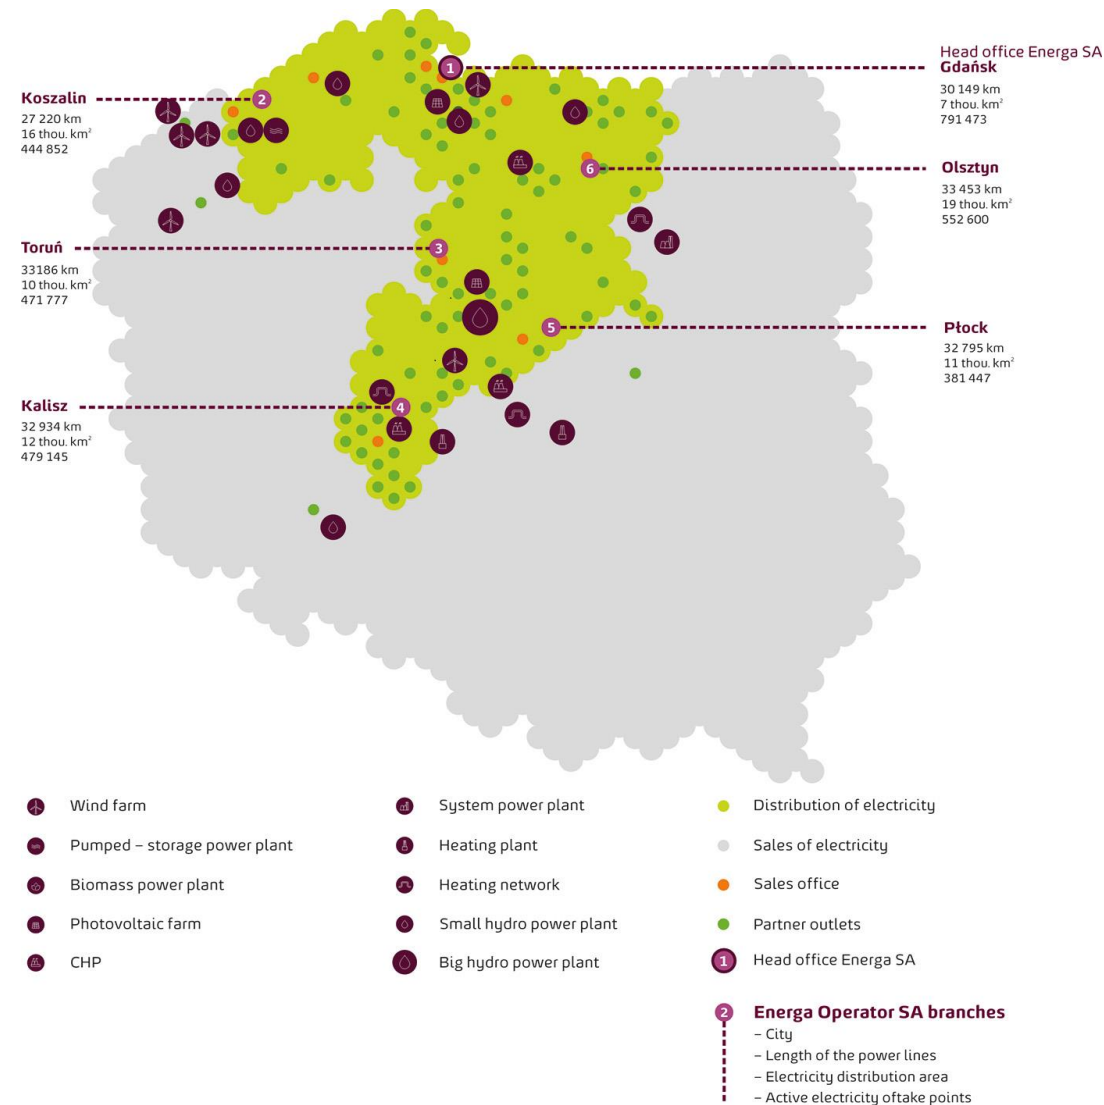 Head office Energa SA
Gdańsk
30 149 km
7 thou. km²
791 473
Koszalin
27 220 km
16 thou. km²
444 852
Olsztyn
33 453 km
19 thou. km²
552 600
Toruń
33186 km
10 thou. km²
471 777
Płock
32 795 km
11 thou. km²
381 447
Kalisz
32 934 km
12 thou. km²
479 145
1
2
6
3
5
4
Wind farm
Pumped – storage power plant
Biomass power plant
Photovoltaic farm
CHP
System power plant
Heating plant
Heating network
Small hydro power plant
Big hydro power plant
Distribution of electricity
Sales of electricity
Sales office
Partner outlets
1 Head office Energa SA
2 Energa Operator SA branches
– City
– Length of the power lines
– Electricity distribution area
– Active electricity oftake points